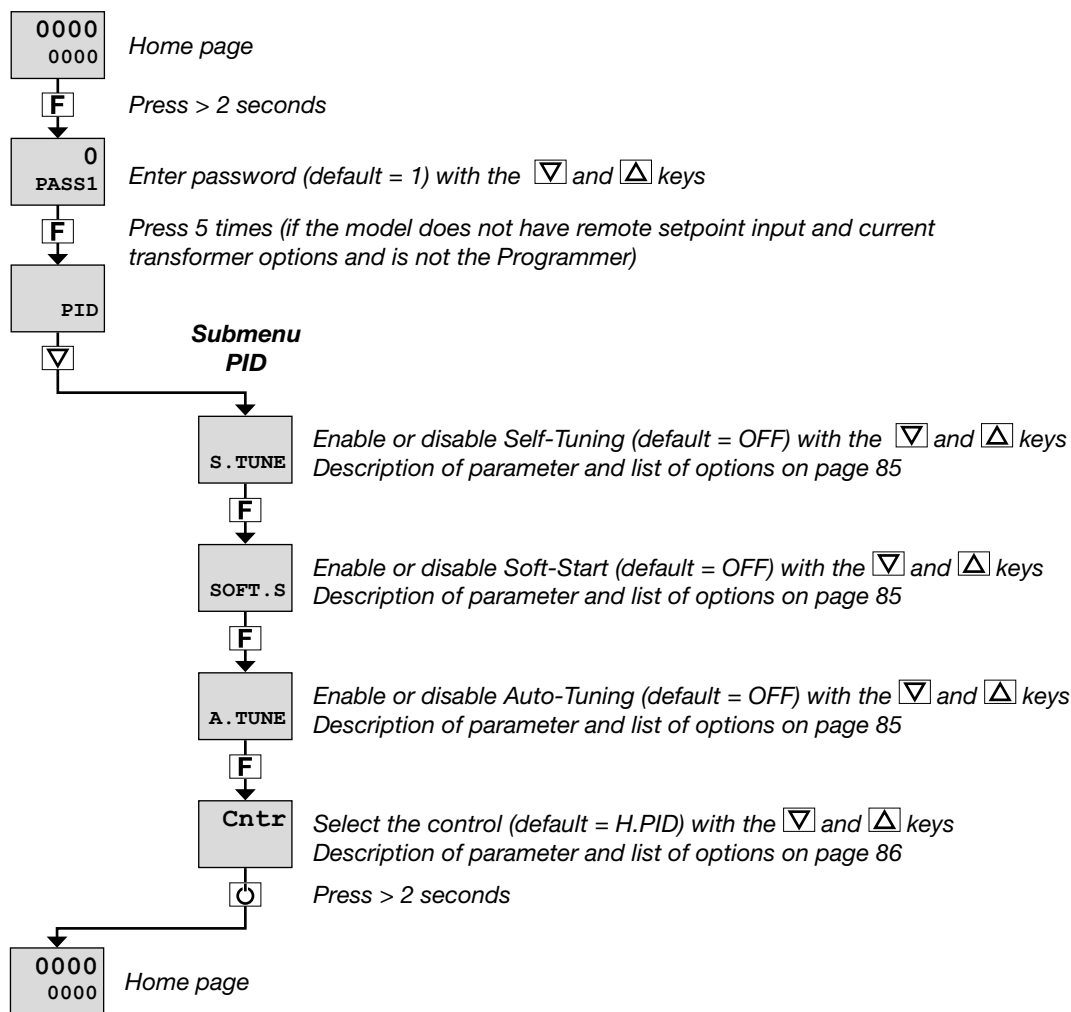 0000
0000
Home page
F
Press > 2 seconds
0
PASS1
Enter password (default = 1) with the ▽ and △ keys
F
Press 5 times (if the model does not have remote setpoint input and current
transformer options and is not the Programmer)
PID
Submenu
PID
S.TUNE
Enable or disable Self-Tuning (default = OFF) with the ▽ and △ keys
Description of parameter and list of options on page 85
F
SOFT.S
Enable or disable Soft-Start (default = OFF) with the ▽ and △ keys
Description of parameter and list of options on page 85
F
A.TUNE
Enable or disable Auto-Tuning (default = OFF) with the ▽ and △ keys
Description of parameter and list of options on page 85
F
Cntr
Select the control (default = H.PID) with the ▽ and △ keys
Description of parameter and list of options on page 86
Press > 2 seconds
0000
0000
Home page